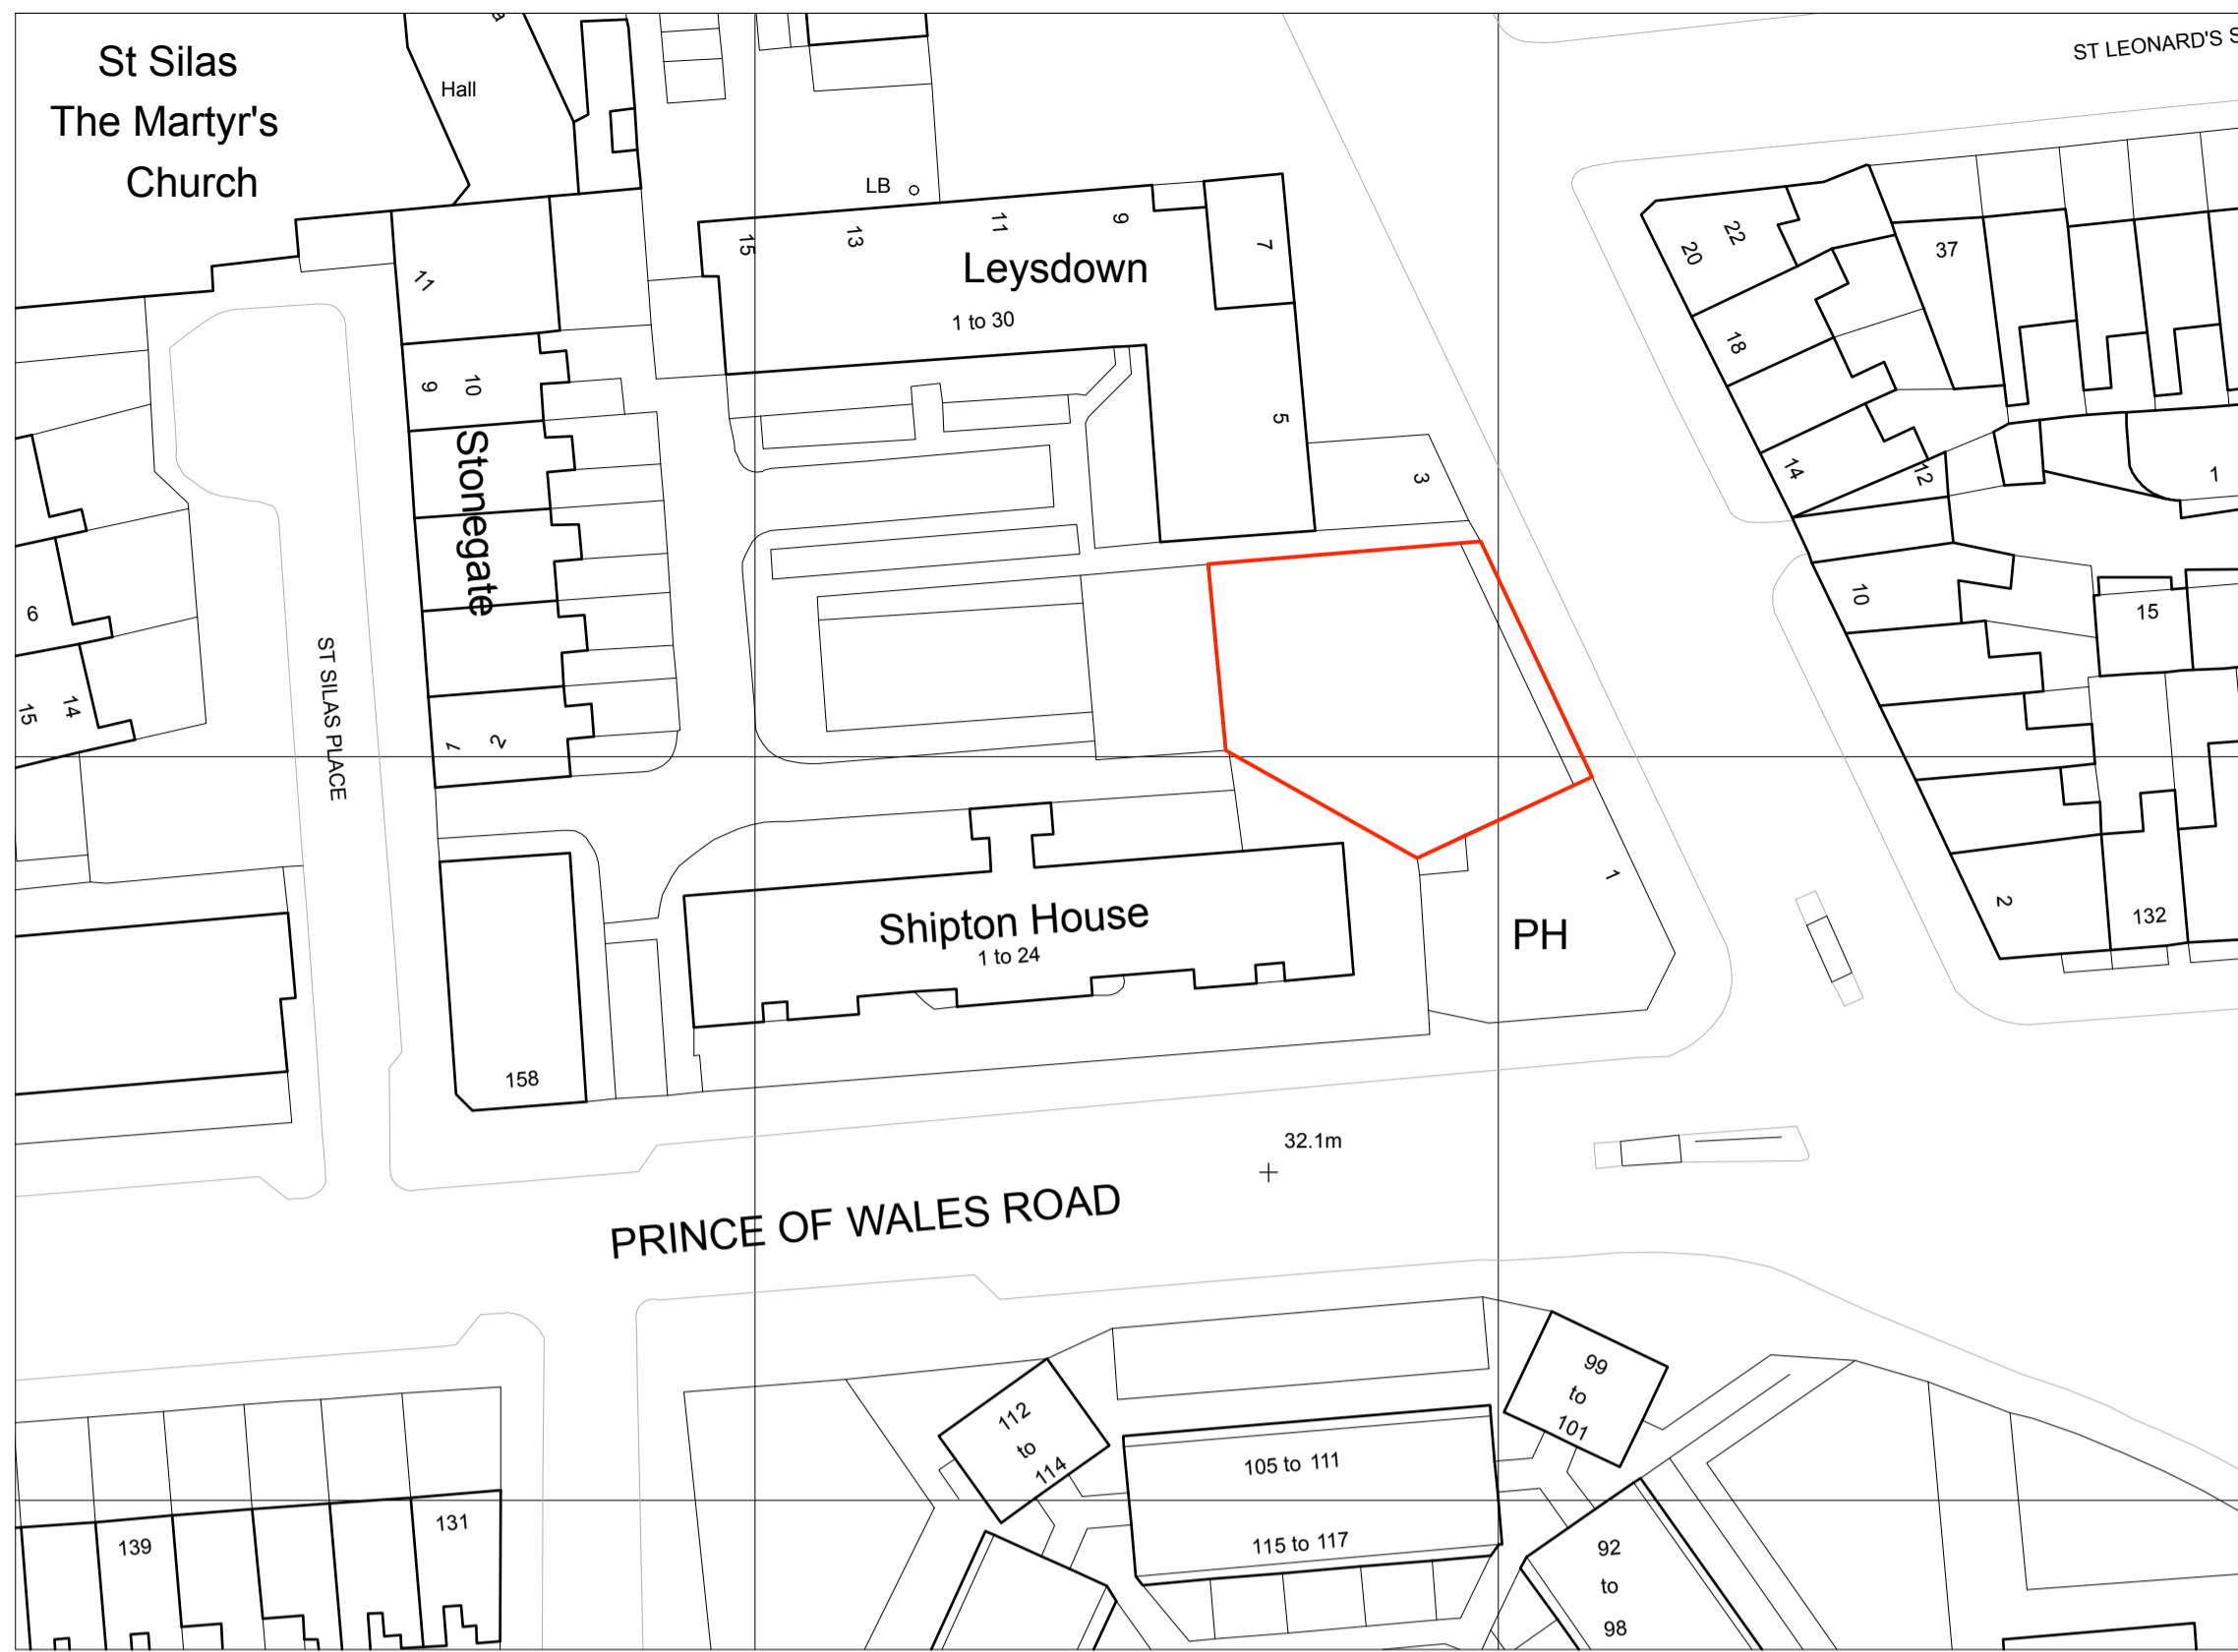 St Silas
The Martyr's
Church
Hall
ST LEONARD'S S
LB
15
13
11
9
7
Leysdown
1 to 30
5
3
11
9
10
Stonegate
1
2
ST SILAS PLACE
6
15
14
20
22
18
14
12
37
1
10
15
2
132
Shipton House
1 to 24
PH
1
158
32.1m
PRINCE OF WALES ROAD
112
to
114
99
to
101
105 to 111
115 to 117
92
to
98
139
131